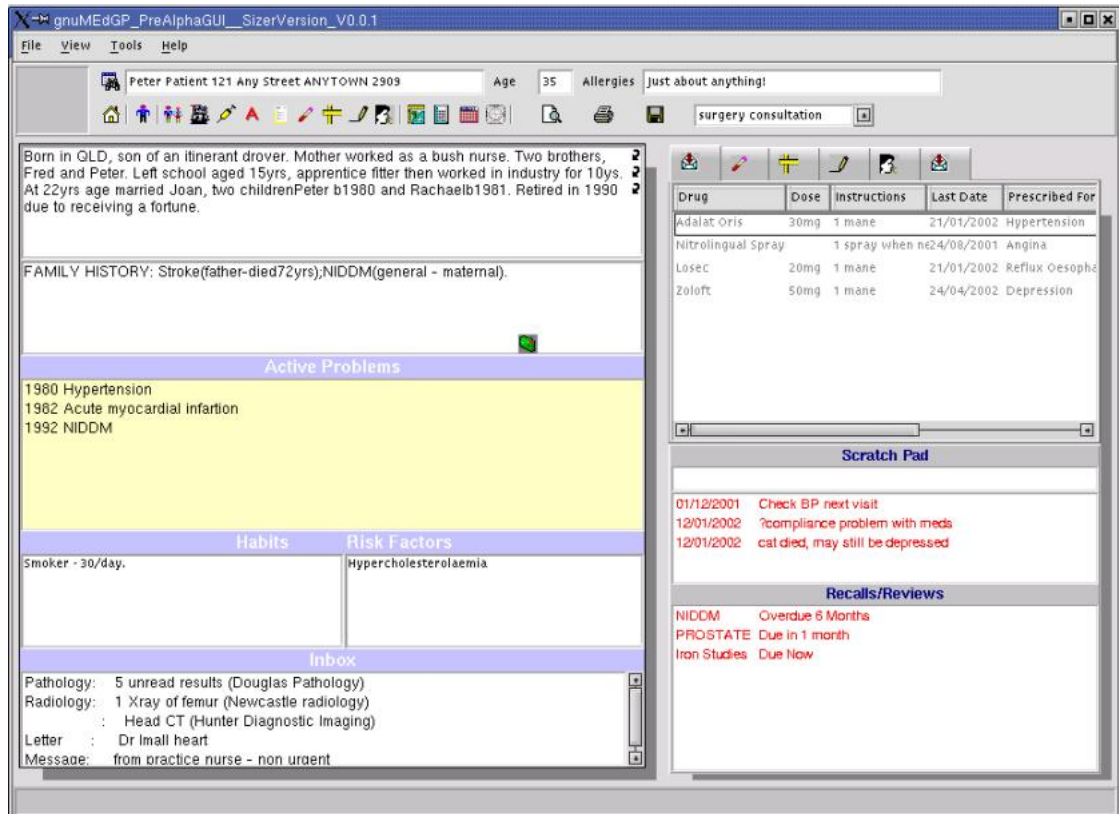 gnuMEdGP_PreAlphaGUI__SizerVersion_V0.0.1
File View Tools Help
Peter Patient 121 Any Street ANYTOWN 2909 Age 35 Allergies Just about anything!
surgery consultation
Born in QLD, son of an itinerant drover. Mother worked as a bush nurse. Two brothers,
Fred and Peter. Left school aged 15yrs, apprentice fitter then worked in industry for 10ys.
At 22yrs age married Joan, two childrenPeter b1980 and Rachaelb1981. Retired in 1990
due to receiving a fortune.
FAMILY HISTORY: Stroke(father-died72yrs);NIDDM(general - maternal).
Active Problems
1980 Hypertension
1982 Acute myocardial infartion
1992 NIDDM
Habits Risk Factors
Smoker - 30/day. Hypercholesterolaemia
Inbox
Pathology: 5 unread results (Douglas Pathology)
Radiology: 1 Xray of femur (Newcastle radiology)
: Head CT (Hunter Diagnostic Imaging)
Letter : Dr Imall heart
Message: from practice nurse - non urgent
Drug Dose Instructions Last Date Prescribed For
Adalat Oris 30mg 1 mane 21/01/2002 Hypertension
Nitrolingual Spray 1 spray when ne24/08/2001 Angina
Losec 20mg 1 mane 21/01/2002 Reflux Oesopha
Zoloft 50mg 1 mane 24/04/2002 Depression
Scratch Pad
01/12/2001 Check BP next visit
12/01/2002 ?compliance problem with meds
12/01/2002 cat died, may still be depressed
Recalls/Reviews
NIDDM Overdue 6 Months
PROSTATE Due in 1 month
Iron Studies Due Now